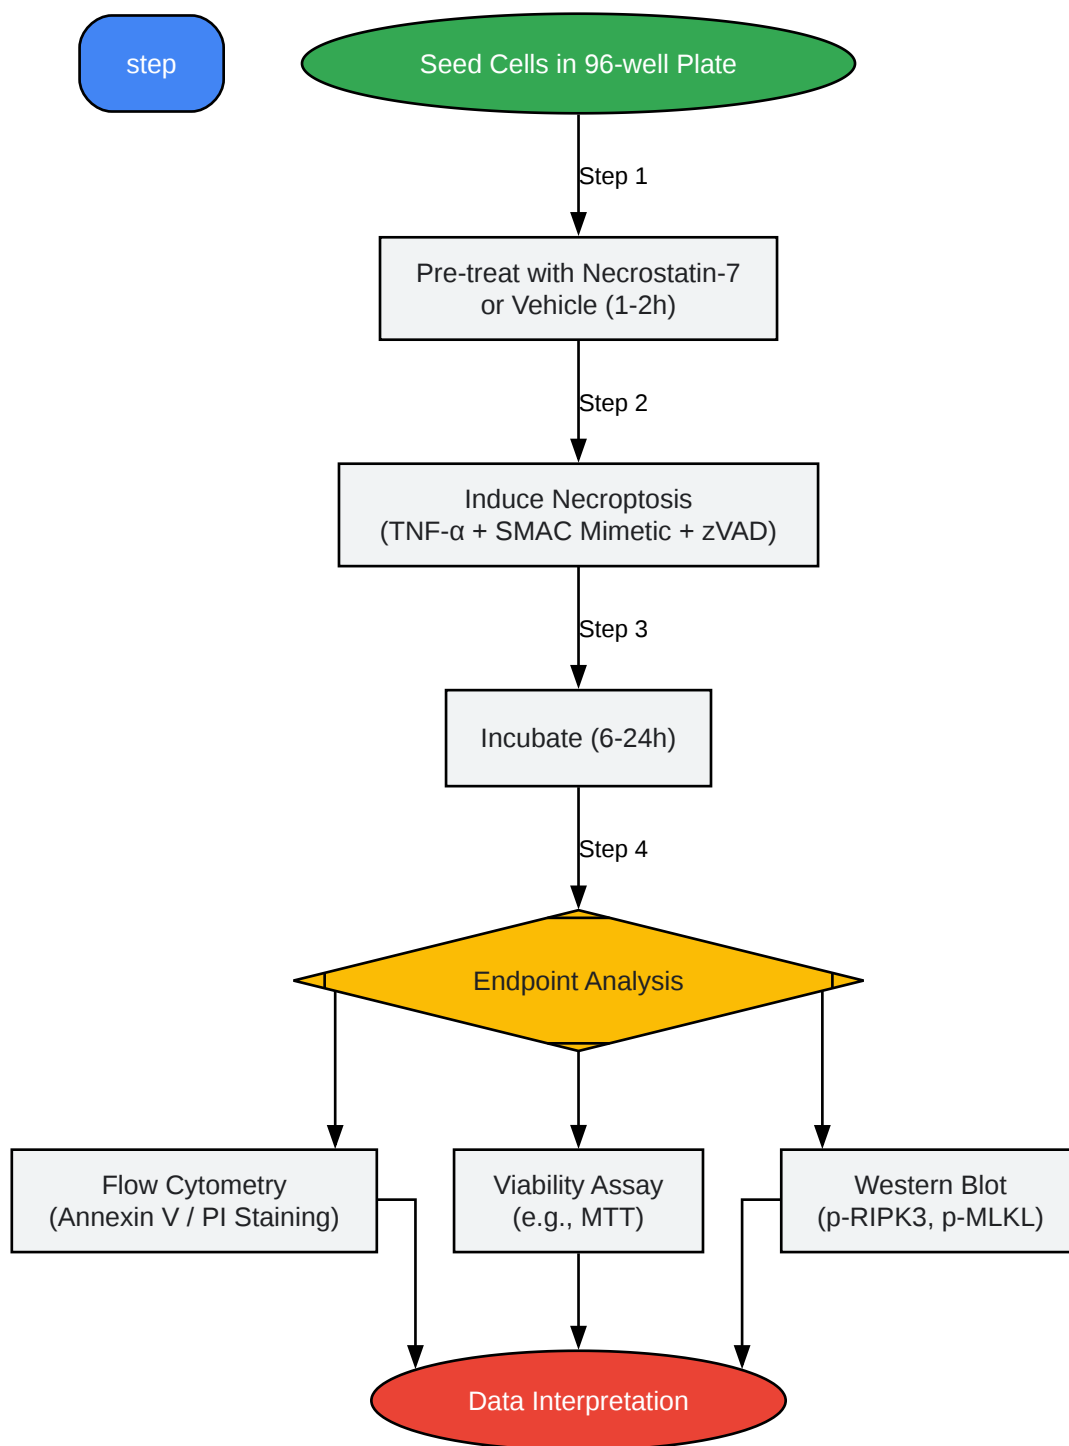 step
Seed Cells in 96-well Plate
Step 1
Pre-treat with Necrostatin-7
or Vehicle (1-2h)
Step 2
Induce Necroptosis
(TNF-α + SMAC Mimetic + zVAD)
Step 3
Incubate (6-24h)
Step 4
Endpoint Analysis
Flow Cytometry
(Annexin V / PI Staining)
Viability Assay
(e.g., MTT)
Western Blot
(p-RIPK3, p-MLKL)
Data Interpretation